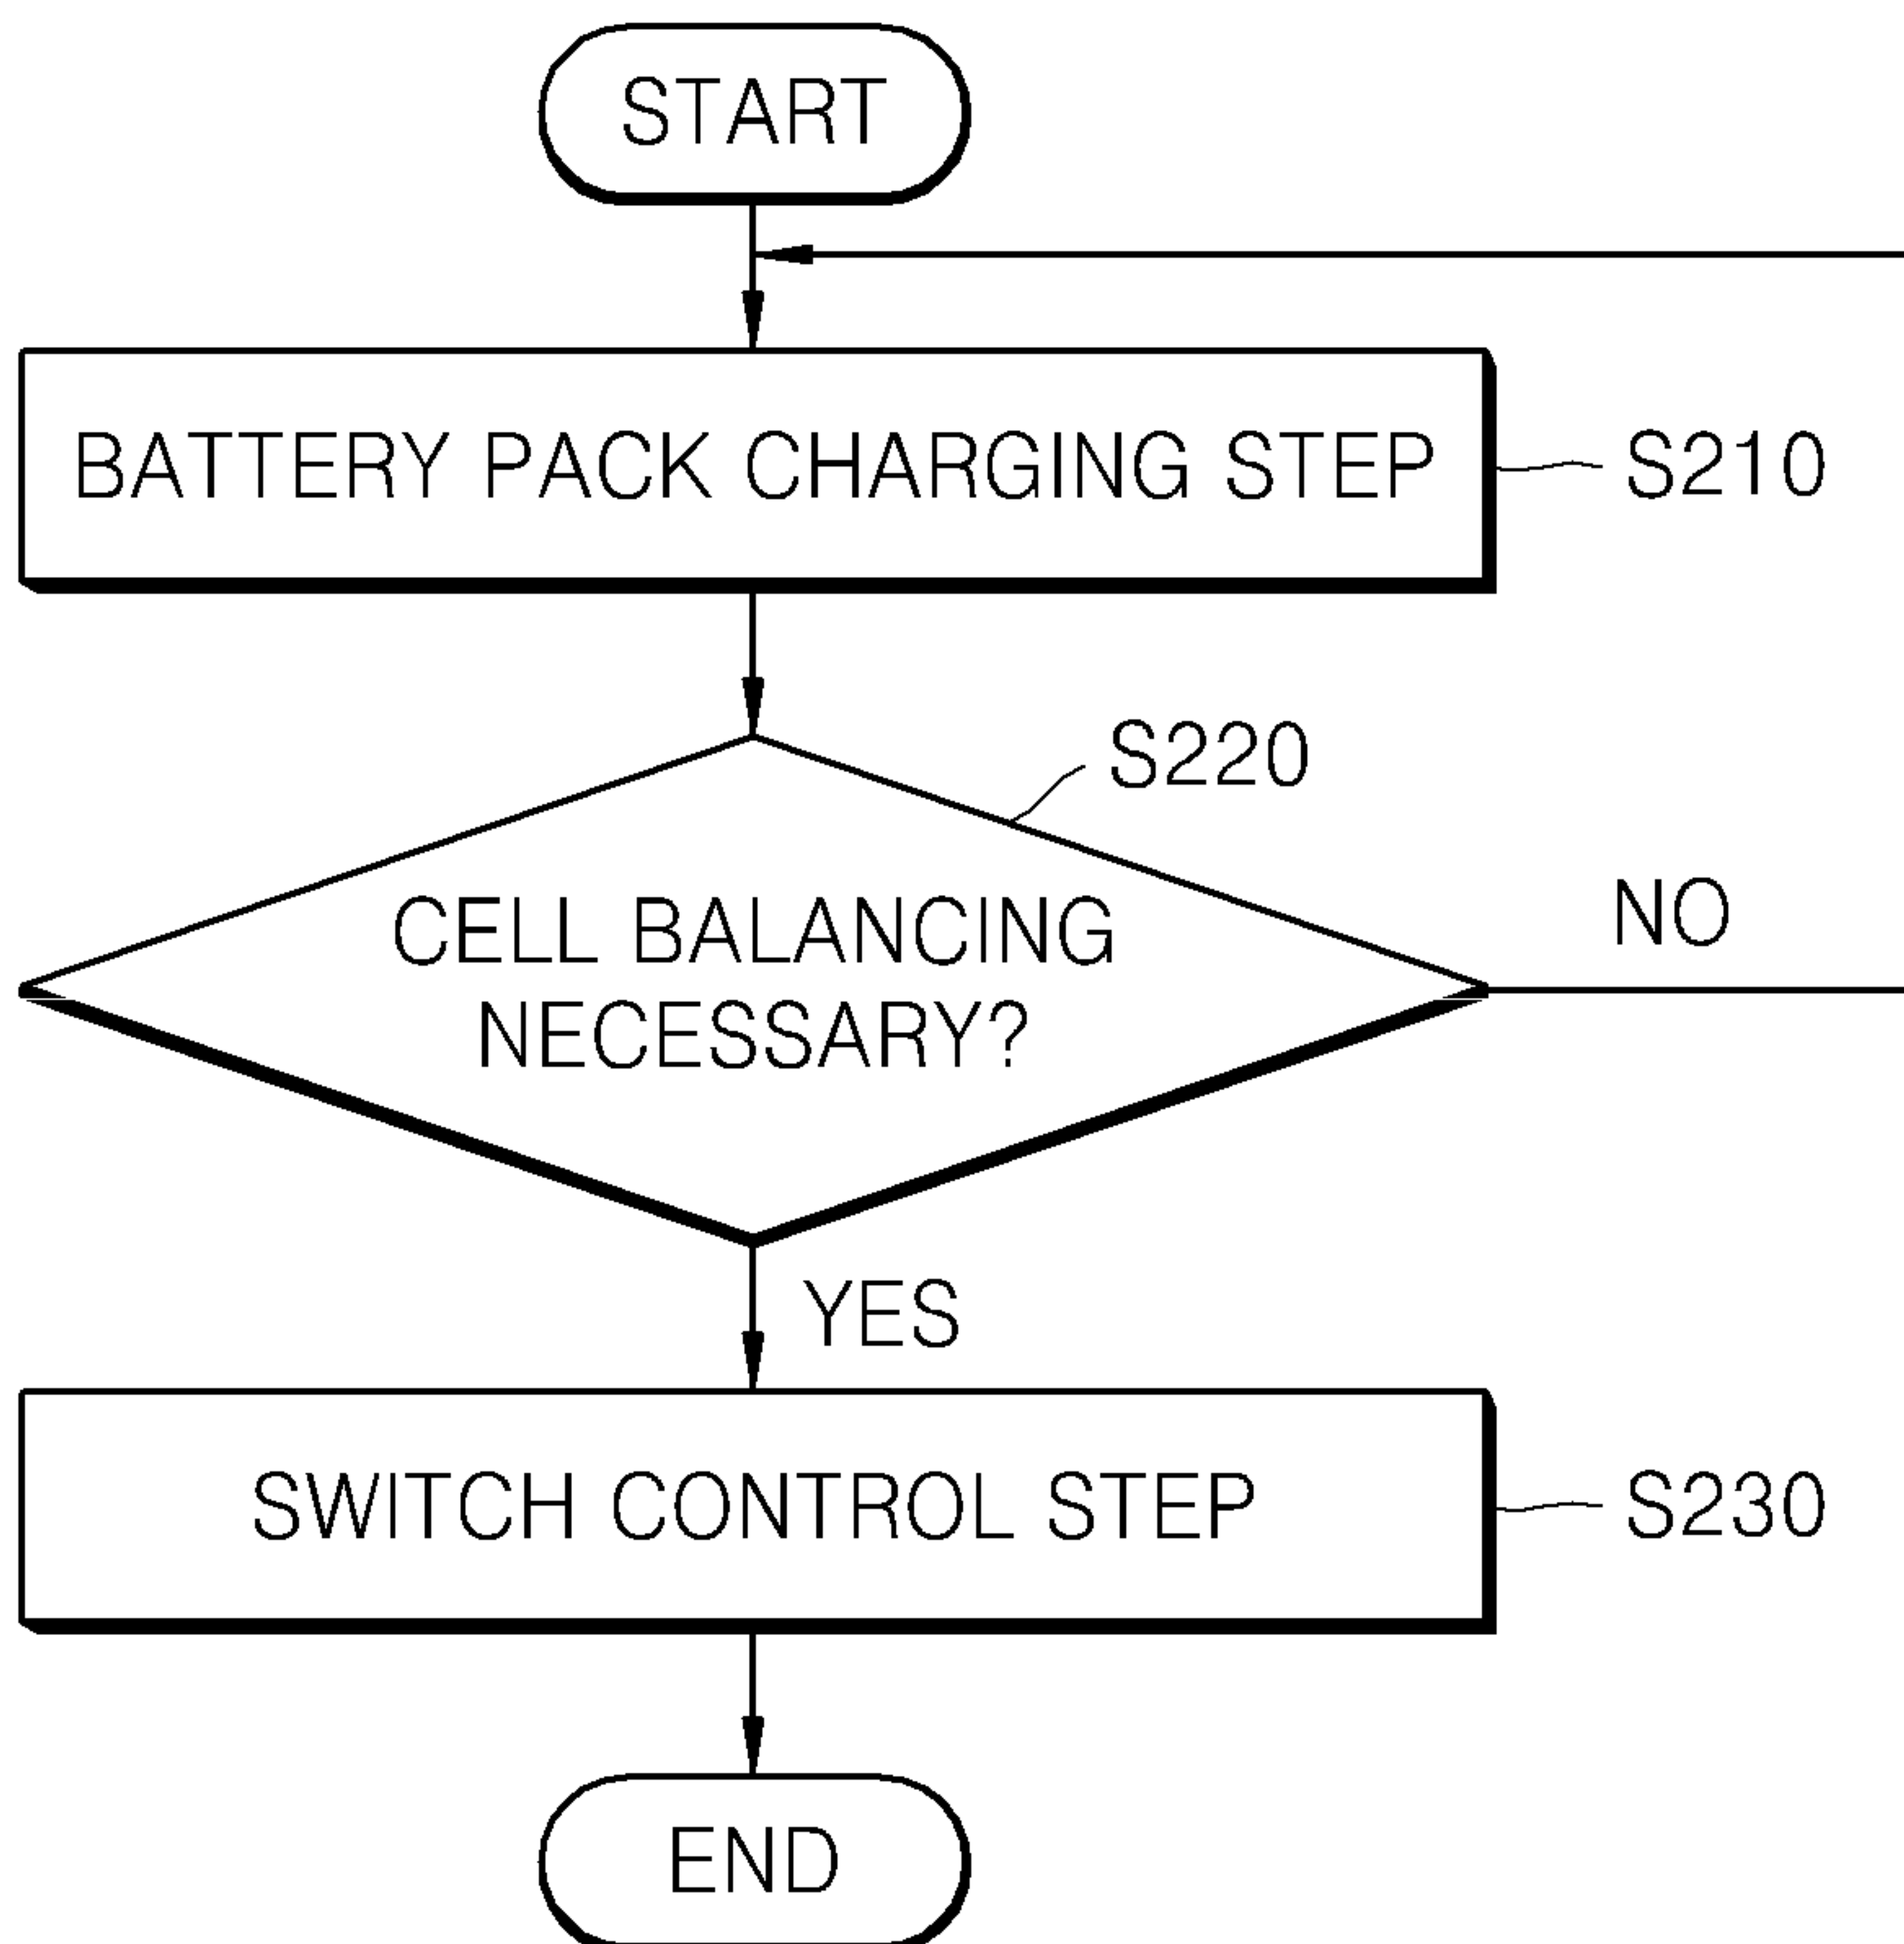 START
BATTERY PACK CHARGING STEP
S210
S220
CELL BALANCING
NECESSARY?
NO
YES
SWITCH CONTROL STEP
S230
END